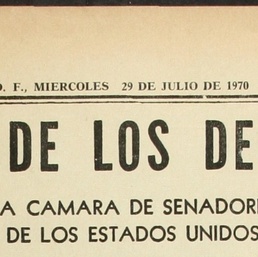 D. F., MIERCOLES 29 DE JULIO DE 1970
DE LOS DE
A CAMARA DE SENADOR
DE LOS ESTADOS UNIDOS